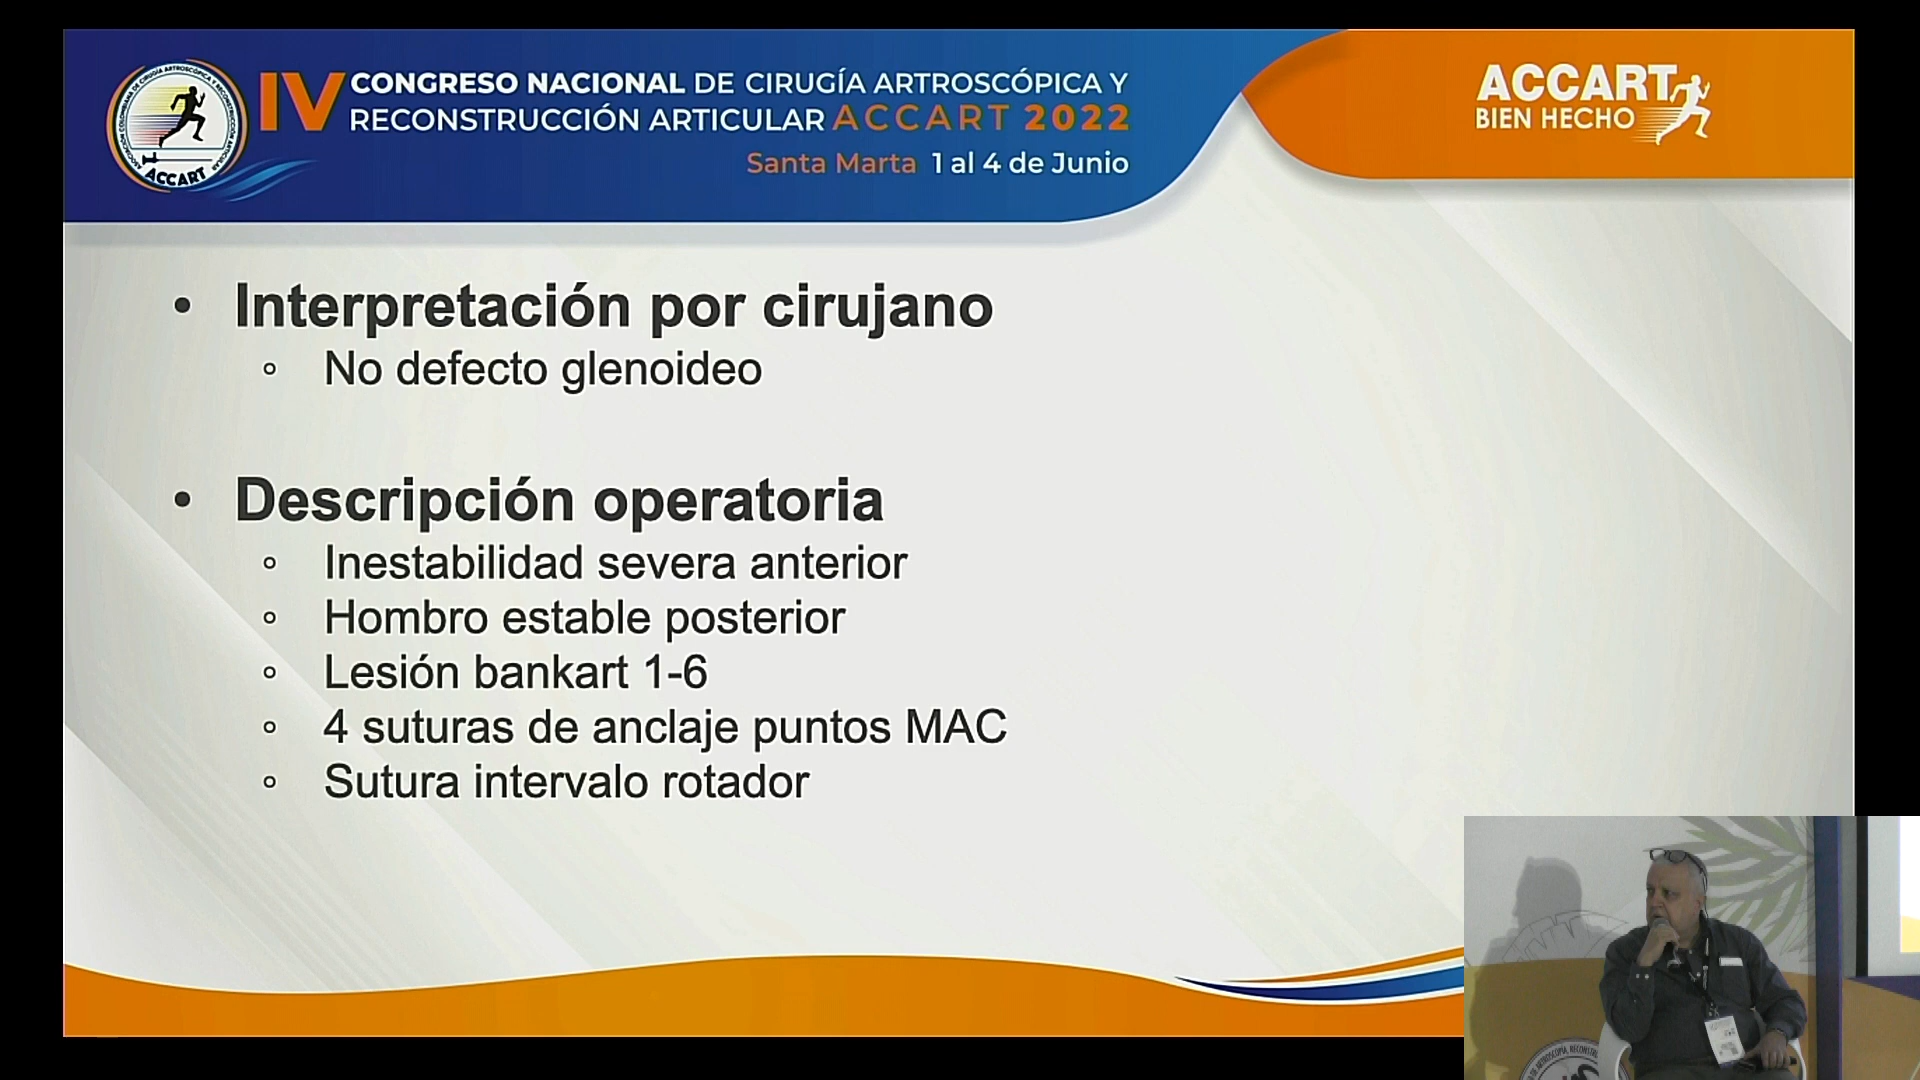 IV CONGRESO NACIONAL DE CIRUGÍA ARTROSCÓPICA Y
RECONSTRUCCIÓN ARTICULAR ACCART 2022
Santa Marta 1 al 4 de Junio
ACCART
ACCART
BIEN HECHO
• Interpretación por cirujano
◦ No defecto glenoideo
• Descripción operatoria
◦ Inestabilidad severa anterior
◦ Hombro estable posterior
◦ Lesión bankart 1-6
◦ 4 suturas de anclaje puntos MAC
◦ Sutura intervalo rotador